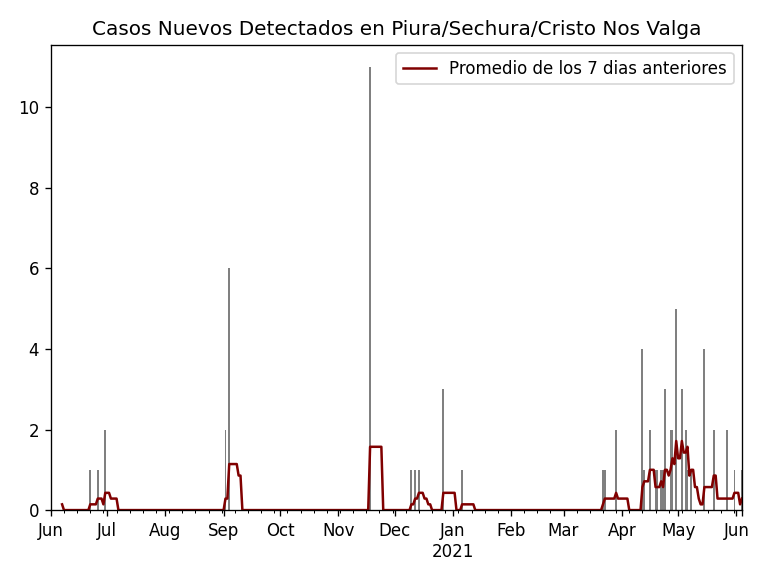 Casos Nuevos Detectados en Piura/Sechura/Cristo Nos Valga
Promedio de los 7 dias anteriores
10
8
6
4
2
0
Jun Jul Aug Sep Oct Nov Dec Jan Feb Mar Apr May Jun
2021